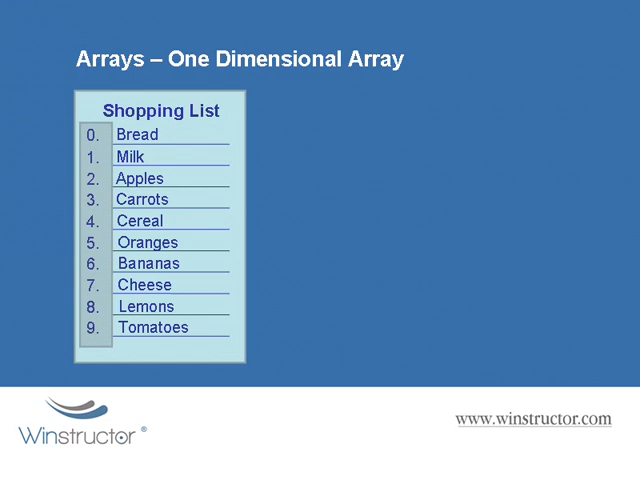 Arrays – One Dimensional Array
Shopping List
0. Bread
1. Milk
2. Apples
3. Carrots
4. Cereal
5. Oranges
6. Bananas
7. Cheese
8. Lemons
9. Tomatoes
Winstructor ®
www.winstructor.com